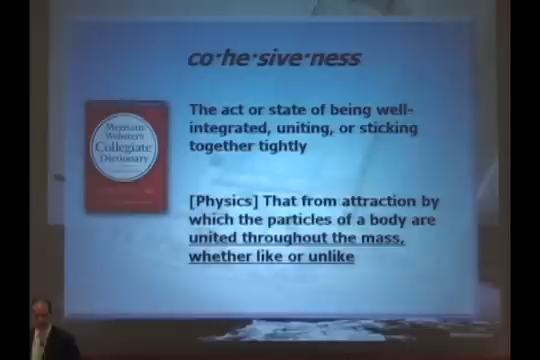 co·he·sive·ness
The act or state of being well-
integrated, uniting, or sticking
together tightly
Merriam-
Webster's
Collegiate
Dictionary
[Physics] That from attraction by
which the particles of a body are
united throughout the mass,
whether like or unlike